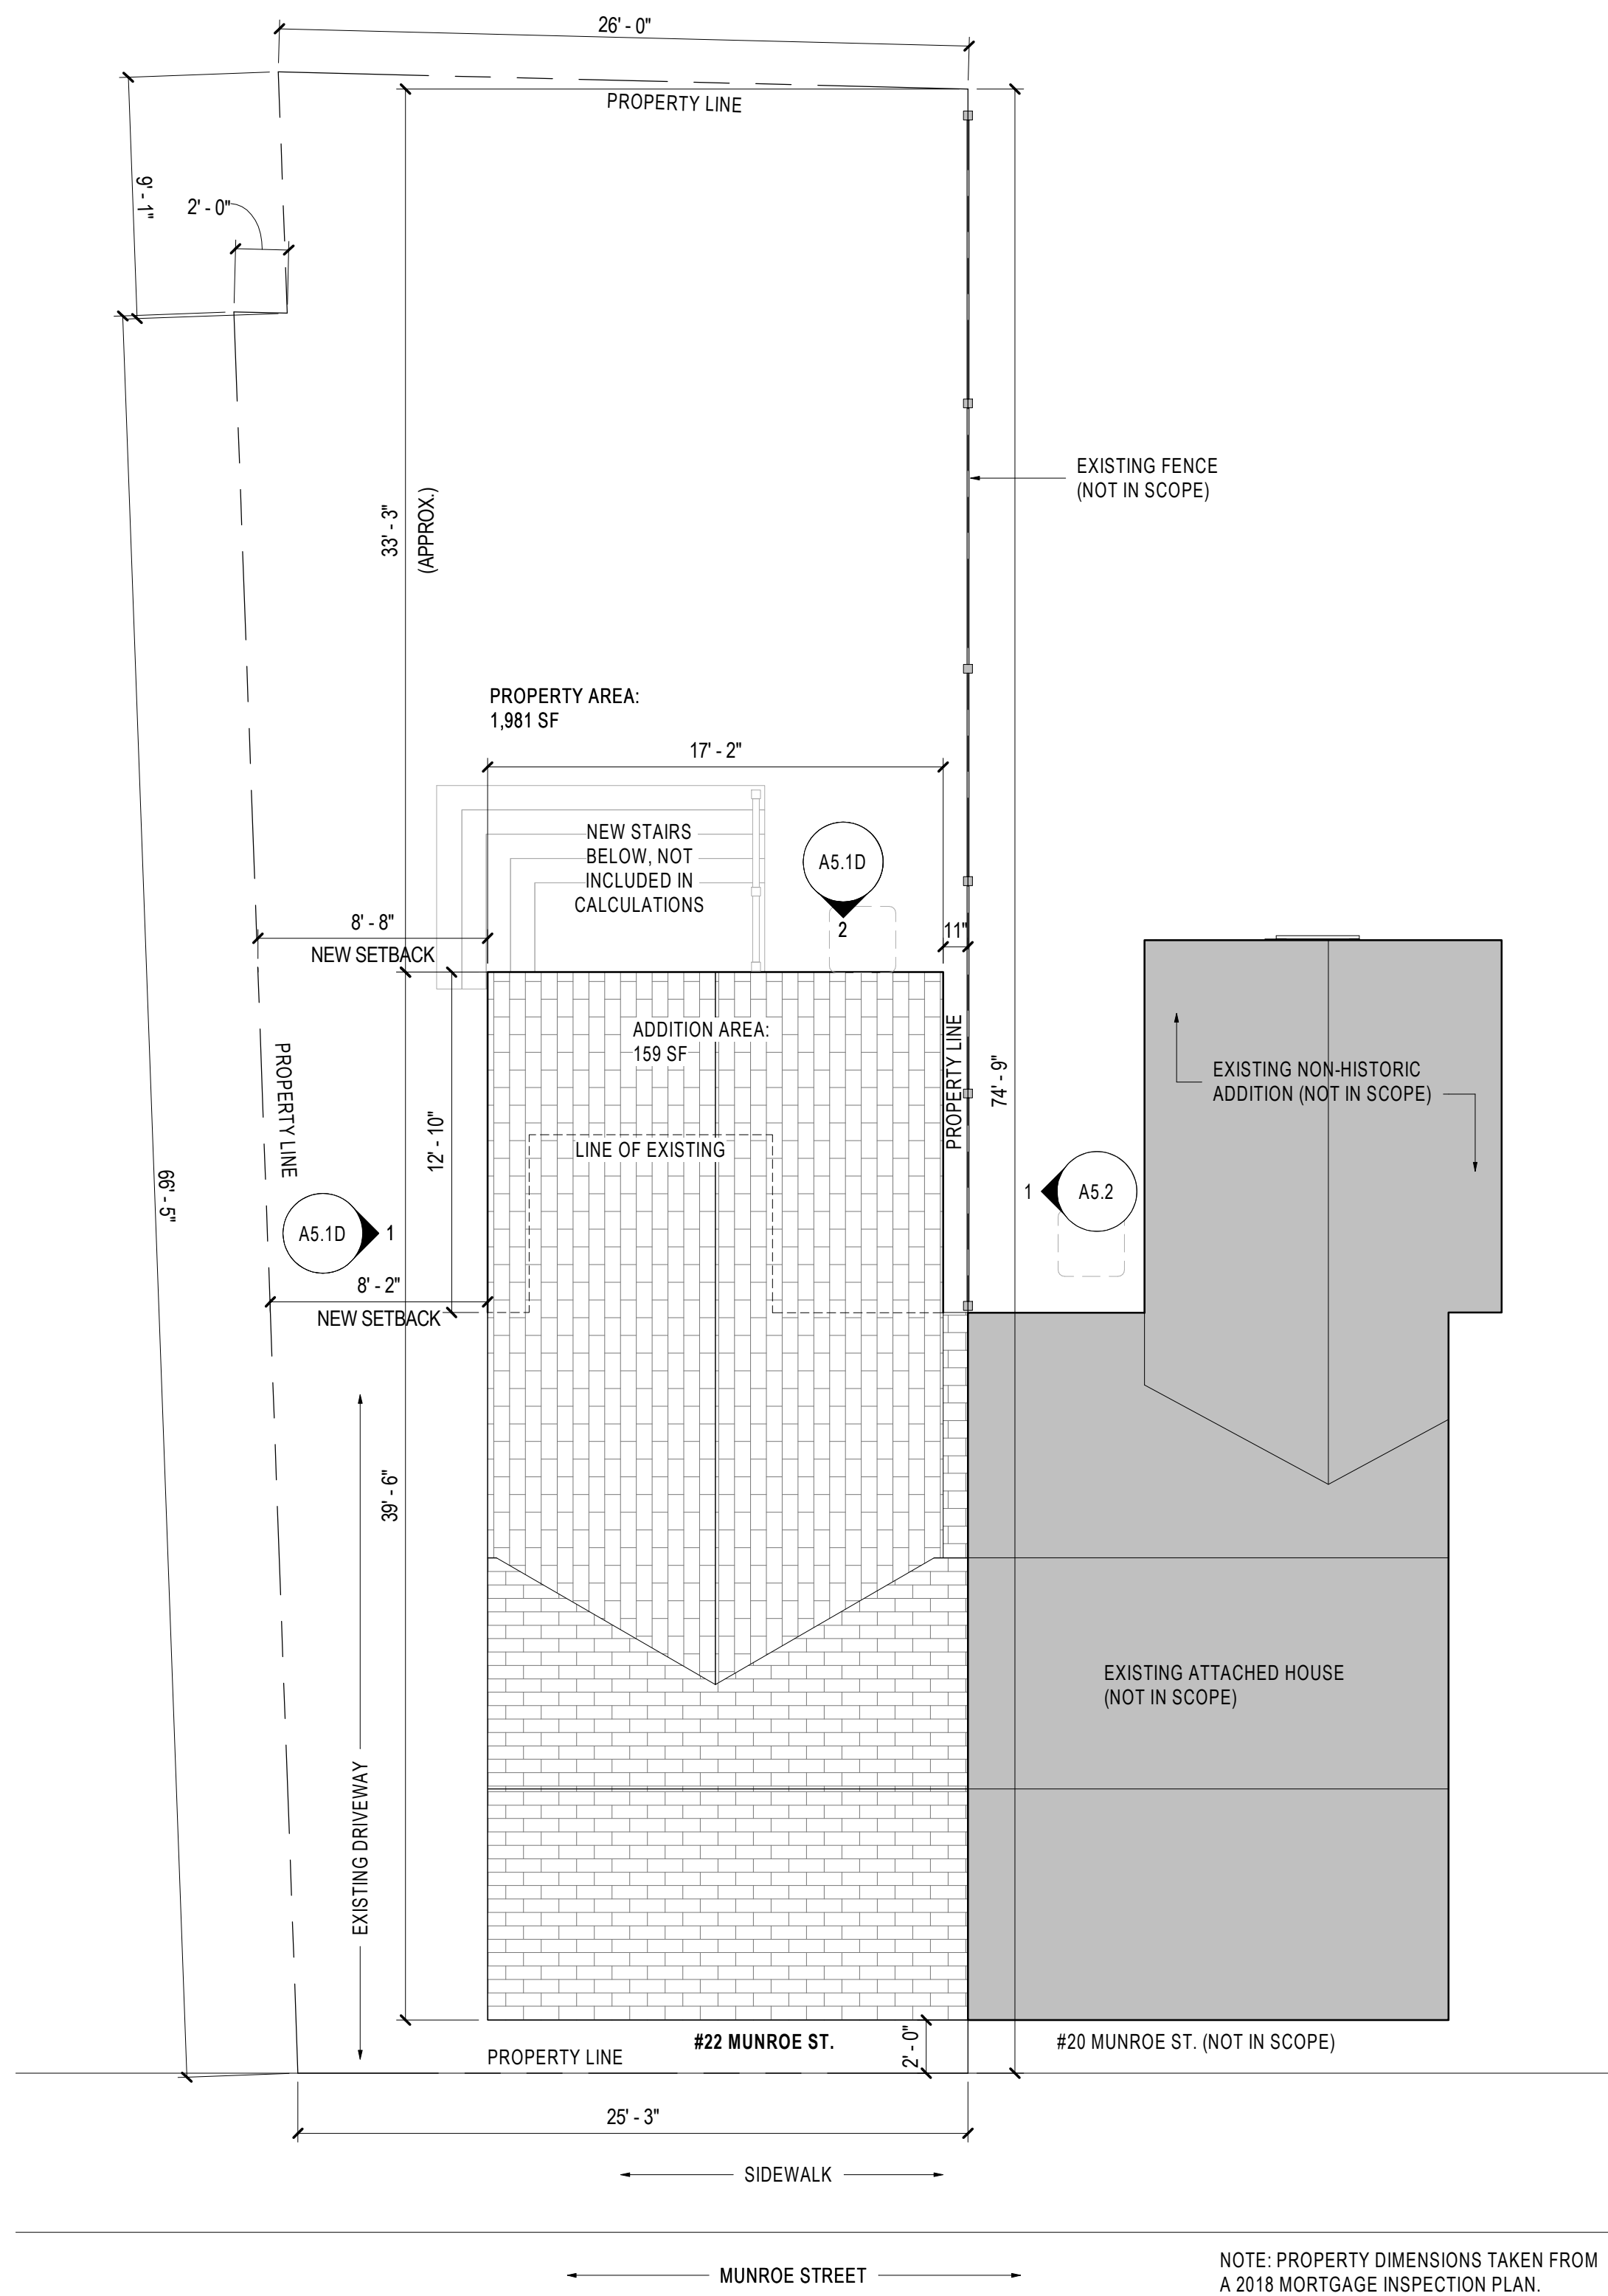 26' - 0"
PROPERTY LINE
9' - 1"
2' - 0"
EXISTING FENCE
(NOT IN SCOPE)
33' - 3"
(APPROX.)
PROPERTY AREA:
1,981 SF
17' - 2"
NEW STAIRS
BELOW, NOT
INCLUDED IN
CALCULATIONS
A5.1D
2
11"
8' - 8"
NEW SETBACK
ADDITION AREA:
159 SF
PROPERTY LINE
74' - 9"
PROPERTY LINE
EXISTING NON-HISTORIC
ADDITION (NOT IN SCOPE)
12' - 10"
LINE OF EXISTING
66' - 5"
A5.1D
1
1
A5.2
8' - 2"
NEW SETBACK
39' - 6"
EXISTING DRIVEWAY
EXISTING ATTACHED HOUSE
(NOT IN SCOPE)
#22 MUNROE ST.
2' - 0"
#20 MUNROE ST. (NOT IN SCOPE)
PROPERTY LINE
25' - 3"
SIDEWALK
MUNROE STREET
NOTE: PROPERTY DIMENSIONS TAKEN FROM
A 2018 MORTGAGE INSPECTION PLAN.